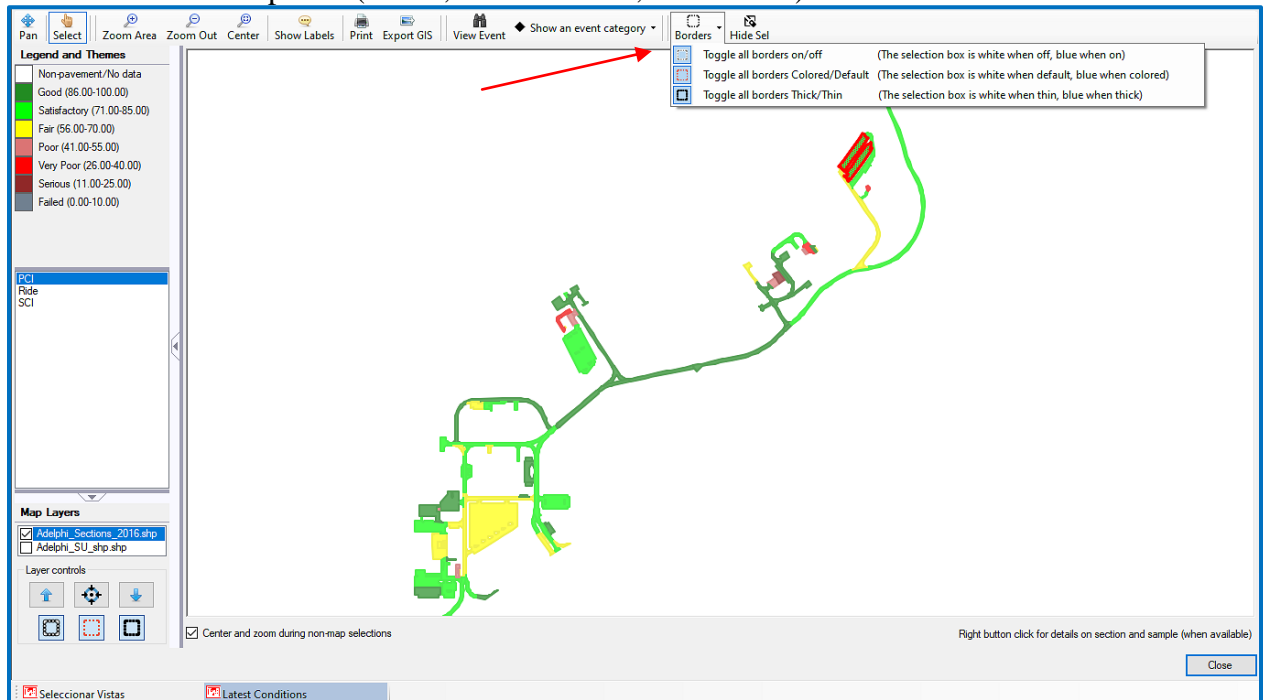 Pan
Select
Zoom Area
Zoom Out
Center
Show Labels
Print
Export GIS
View Event
Show an event category
Borders
Hide Sel
Toggle all borders on/off (The selection box is white when off, blue when on)
Toggle all borders Colored/Default (The selection box is white when default, blue when colored)
Toggle all borders Thick/Thin (The selection box is white when thin, blue when thick)
Legend and Themes
Non-pavement/No data
Good (86.00-100.00)
Satisfactory (71.00-85.00)
Fair (56.00-70.00)
Poor (41.00-55.00)
Very Poor (26.00-40.00)
Serious (11.00-25.00)
Failed (0.00-10.00)
PCI
Ride
SCI
Map Layers
Adelphi_Sections_2016.shp
Adelphi_SU_shp.shp
Layer controls
Center and zoom during non-map selections
Right button click for details on section and sample (when available)
Close
Seleccionar Vistas
Latest Conditions